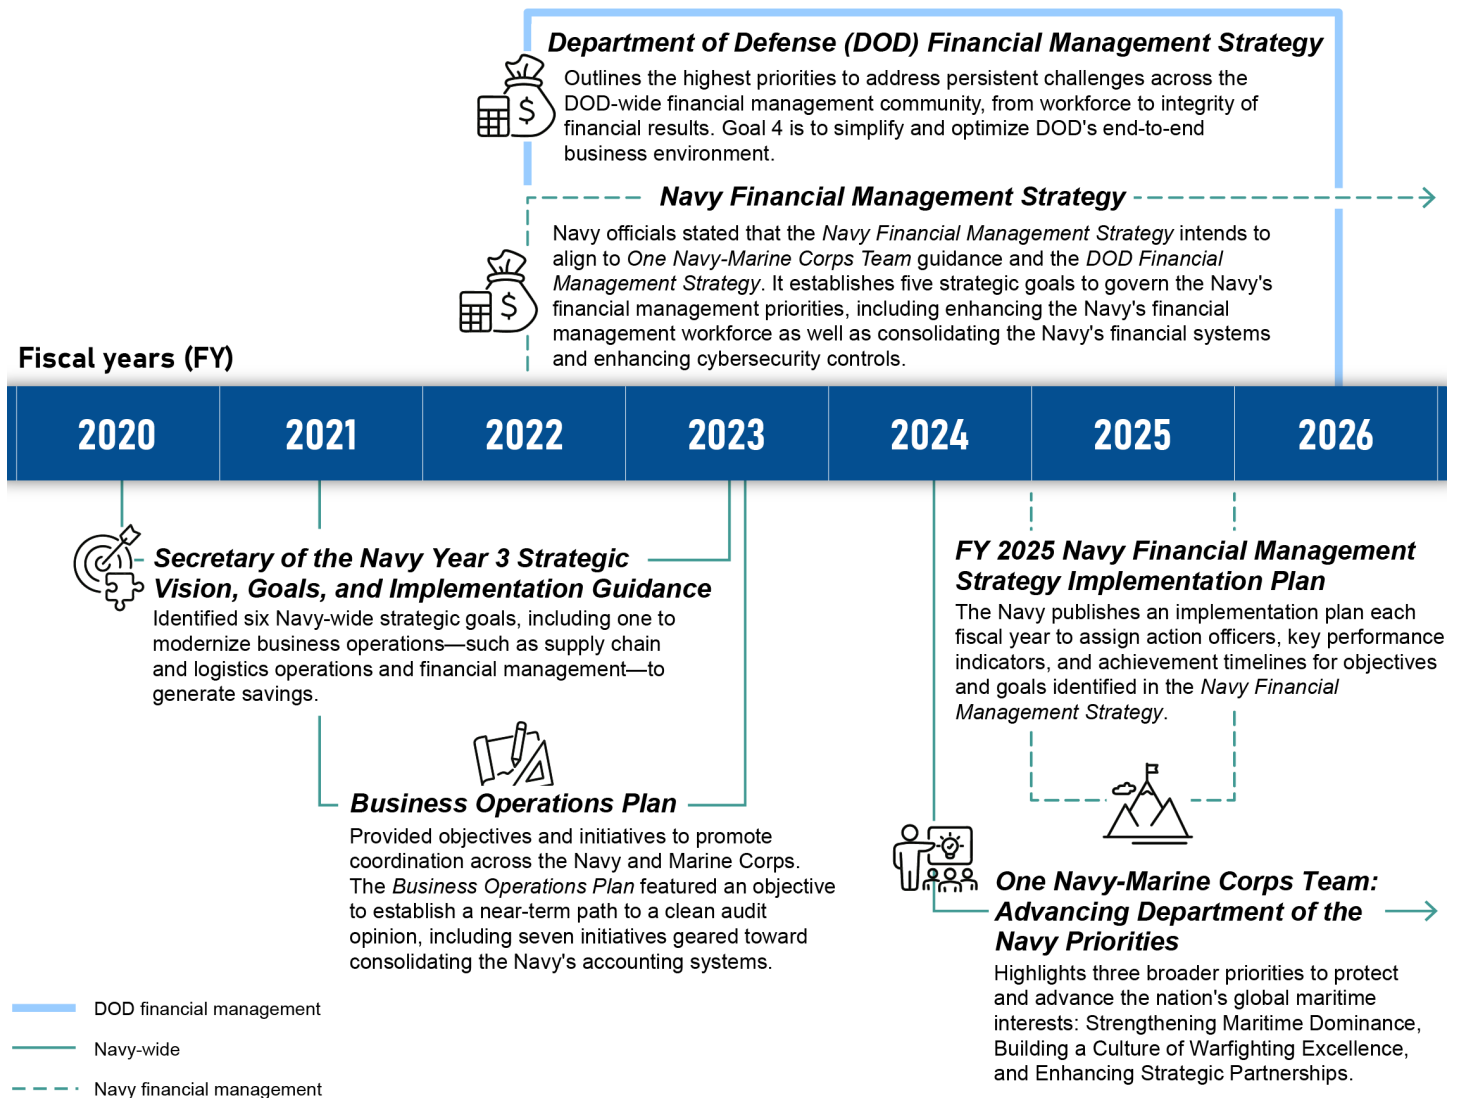 Department of Defense (DOD) Financial Management Strategy
Outlines the highest priorities to address persistent challenges across the
DOD-wide financial management community, from workforce to integrity of
financial results. Goal 4 is to simplify and optimize DOD's end-to-end
business environment.
$
Navy Financial Management Strategy
Navy officials stated that the Navy Financial Management Strategy intends to
align to One Navy-Marine Corps Team guidance and the DOD Financial
Management Strategy. It establishes five strategic goals to govern the Navy's
financial management priorities, including enhancing the Navy's financial
management workforce as well as consolidating the Navy's financial systems
and enhancing cybersecurity controls.
$
Fiscal years (FY)
2020 2021 2022 2023 2024 2025 2026
Secretary of the Navy Year 3 Strategic
Vision, Goals, and Implementation Guidance
Identified six Navy-wide strategic goals, including one to
modernize business operations—such as supply chain
and logistics operations and financial management—to
generate savings.
Business Operations Plan
Provided objectives and initiatives to promote
coordination across the Navy and Marine Corps.
The Business Operations Plan featured an objective
to establish a near-term path to a clean audit
opinion, including seven initiatives geared toward
consolidating the Navy's accounting systems.
FY 2025 Navy Financial Management
Strategy Implementation Plan
The Navy publishes an implementation plan each
fiscal year to assign action officers, key performance
indicators, and achievement timelines for objectives
and goals identified in the Navy Financial
Management Strategy.
One Navy-Marine Corps Team:
Advancing Department of the
Navy Priorities
Highlights three broader priorities to protect
and advance the nation's global maritime
interests: Strengthening Maritime Dominance,
Building a Culture of Warfighting Excellence,
and Enhancing Strategic Partnerships.
DOD financial management
Navy-wide
Navy financial management